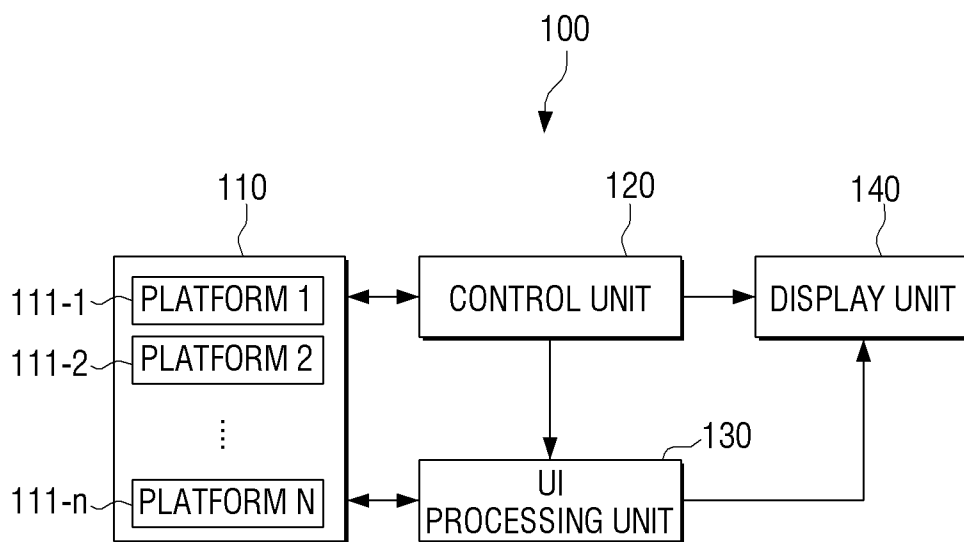 100
110
120
140
111-1
PLATFORM 1
CONTROL UNIT
DISPLAY UNIT
111-2
PLATFORM 2
130
111-n
PLATFORM N
UI
PROCESSING UNIT